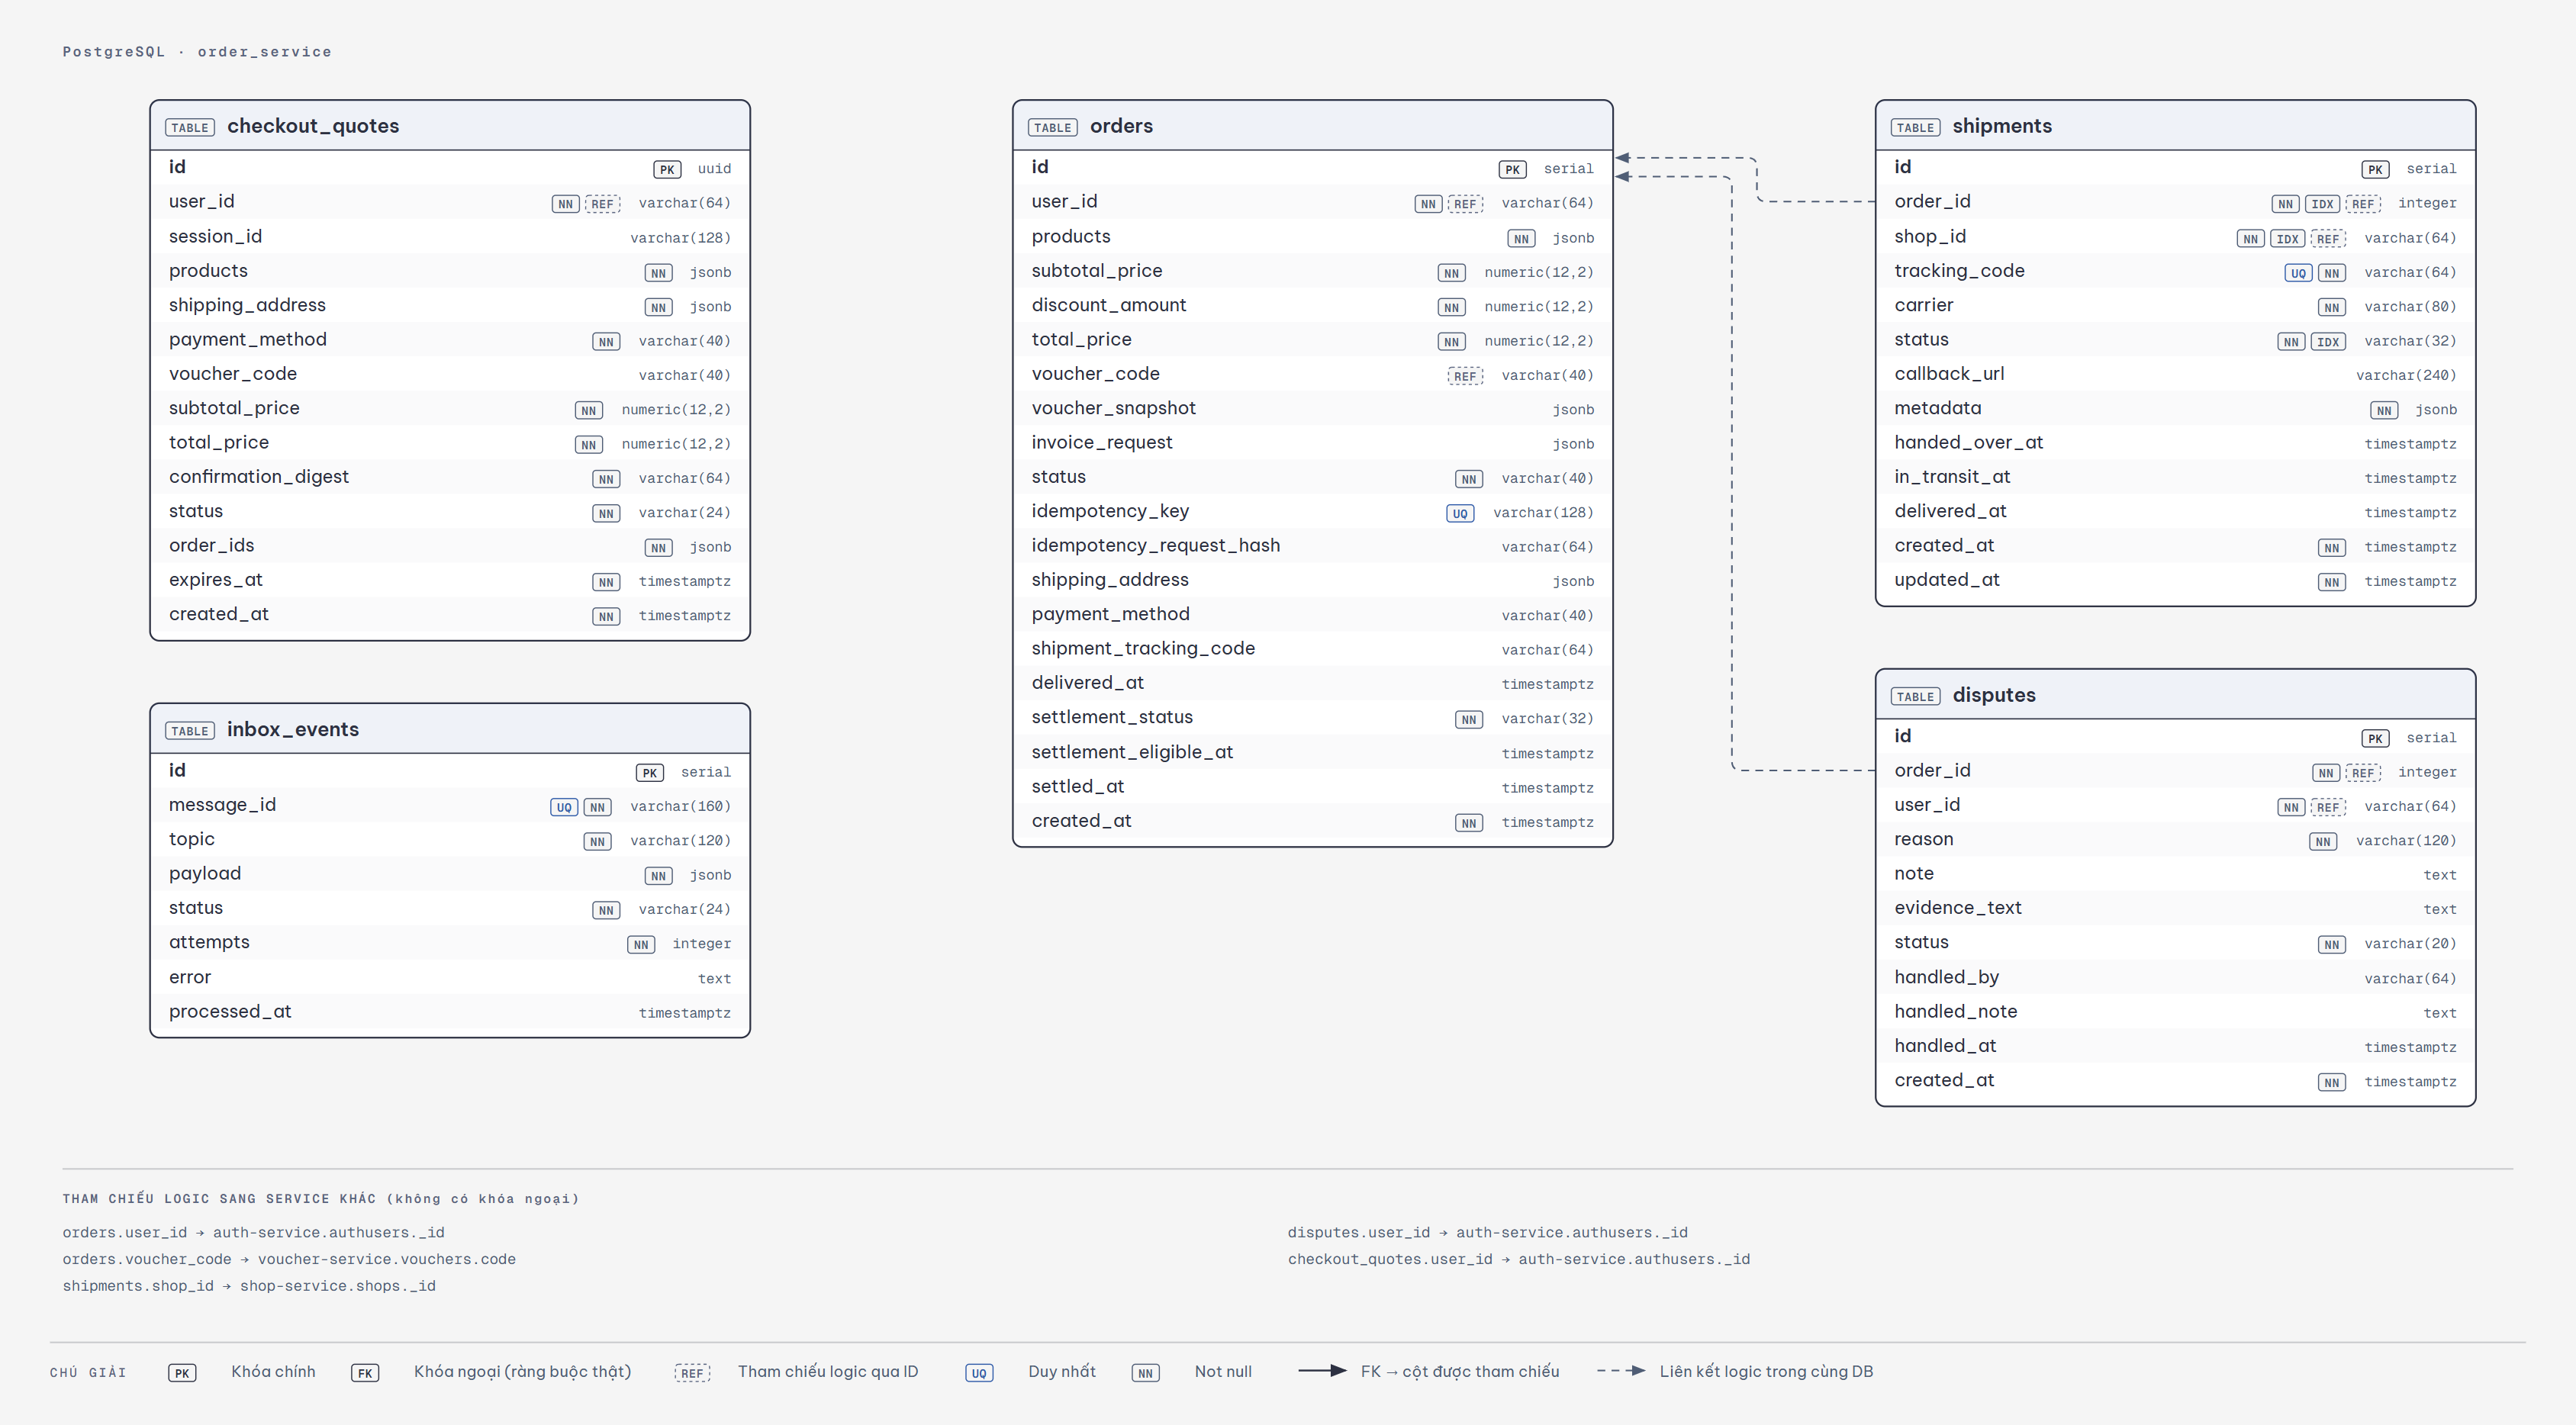 PostgreSQL · order_service
TABLE checkout_quotes
id PK uuid
user_id NN REF varchar(64)
session_id varchar(128)
products NN jsonb
shipping_address NN jsonb
payment_method NN varchar(40)
voucher_code varchar(40)
subtotal_price NN numeric(12,2)
total_price NN numeric(12,2)
confirmation_digest NN varchar(64)
status NN varchar(24)
order_ids NN jsonb
expires_at NN timestamptz
created_at NN timestamptz
TABLE inbox_events
id PK serial
message_id UQ NN varchar(160)
topic NN varchar(120)
payload NN jsonb
status NN varchar(24)
attempts NN integer
error text
processed_at timestamptz
TABLE orders
id PK serial
user_id NN REF varchar(64)
products NN jsonb
subtotal_price NN numeric(12,2)
discount_amount NN numeric(12,2)
total_price NN numeric(12,2)
voucher_code REF varchar(40)
voucher_snapshot jsonb
invoice_request jsonb
status NN varchar(40)
idempotency_key UQ varchar(128)
idempotency_request_hash varchar(64)
shipping_address jsonb
payment_method varchar(40)
shipment_tracking_code varchar(64)
delivered_at timestamptz
settlement_status NN varchar(32)
settlement_eligible_at timestamptz
settled_at timestamptz
created_at NN timestamptz
TABLE shipments
id PK serial
order_id NN IDX REF integer
shop_id NN IDX REF varchar(64)
tracking_code UQ NN varchar(64)
carrier NN varchar(80)
status NN IDX varchar(32)
callback_url varchar(240)
metadata NN jsonb
handed_over_at timestamptz
in_transit_at timestamptz
delivered_at timestamptz
created_at NN timestamptz
updated_at NN timestamptz
TABLE disputes
id PK serial
order_id NN REF integer
user_id NN REF varchar(64)
reason NN varchar(120)
note text
evidence_text text
status NN varchar(20)
handled_by varchar(64)
handled_note text
handled_at timestamptz
created_at NN timestamptz
THAM CHIẾU LOGIC SANG SERVICE KHÁC (không có khóa ngoại)
orders.user_id → auth-service.authusers._id
orders.voucher_code → voucher-service.vouchers.code
shipments.shop_id → shop-service.shops._id
disputes.user_id → auth-service.authusers._id
checkout_quotes.user_id → auth-service.authusers._id
CHÚ GIẢI PK Khóa chính FK Khóa ngoại (ràng buộc thật) REF Tham chiếu logic qua ID UQ Duy nhất NN Not null FK → cột được tham chiếu Liên kết logic trong cùng DB